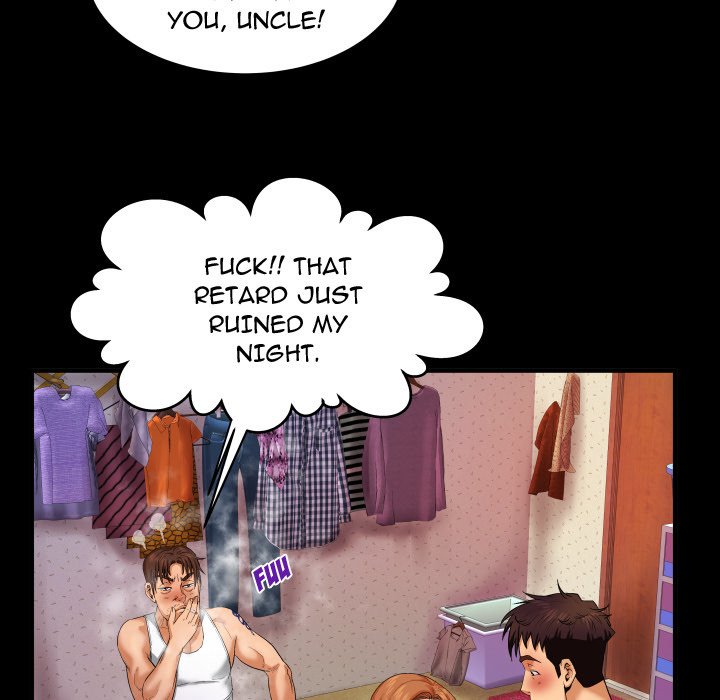 YOU, UNCLE!
FUCK!! THAT
RETARD JUST
RUINED MY
NIGHT.
FUU